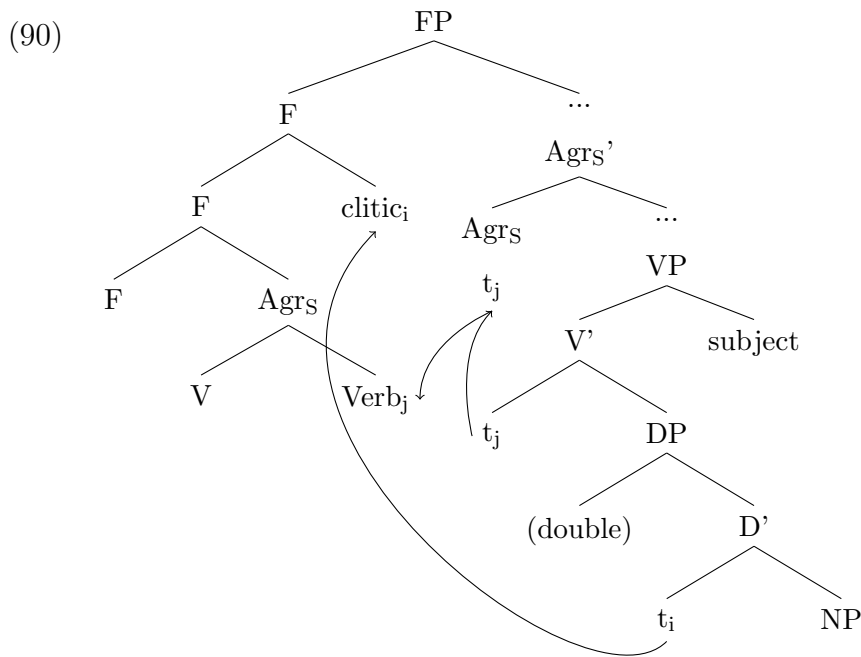 (90)
FP
F ...
Agr_S'
F clitic_i
Agr_S ...
F Agr_S
t_j
VP
V' subject
V Verb_j
t_j DP
(double) D'
t_i NP